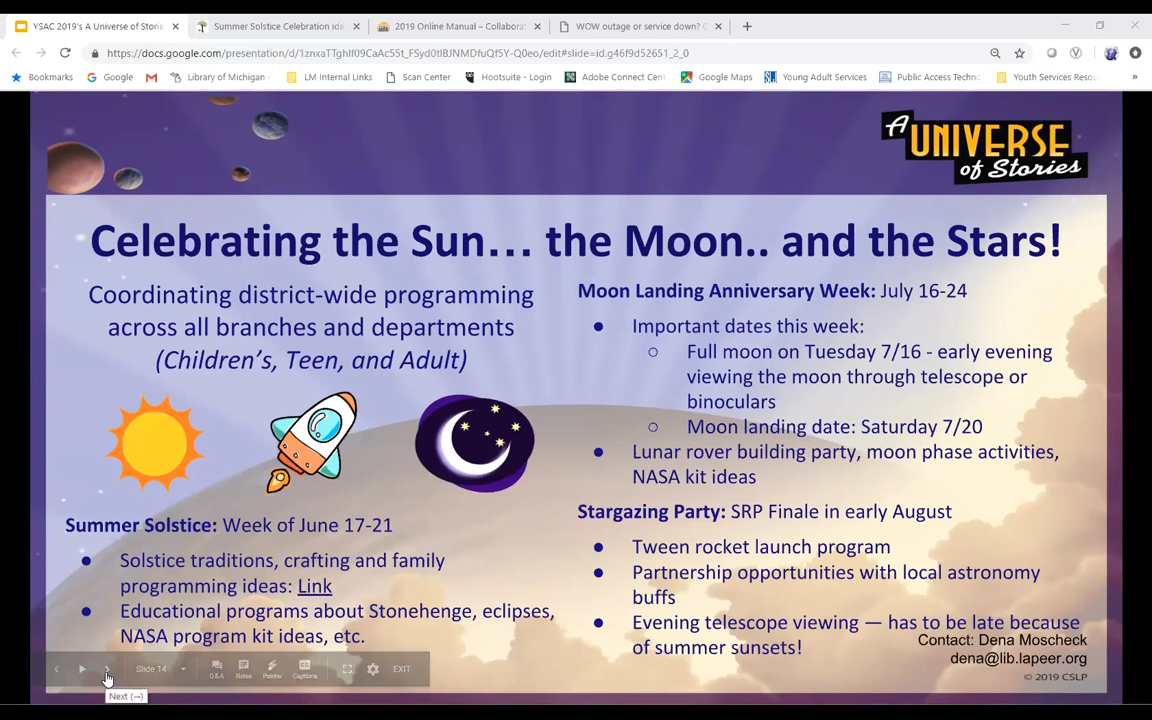 YSAC 2019's A Universe of Storie
Summer Solstice Celebration ide
2019 Online Manual – Collabora
WOW outage or service down? C
https://docs.google.com/presentation/d/1znxaTTghIf09CaAc55t_FSyd0tIBJNMDfuQf5Y-Q0eo/edit#slide=id.g46f9d52651_2_0
Bookmarks
Google
Library of Michigan
LM Internal Links
Scan Center
Hootsuite - Login
Adobe Connect Cent
Google Maps
Young Adult Services
Public Access Techno
Youth Services Resou
»
A
UNIVERSE
of Stories
Celebrating the Sun... the Moon.. and the Stars!
Coordinating district-wide programming
across all branches and departments
(Children's, Teen, and Adult)
Summer Solstice: Week of June 17-21
● Solstice traditions, crafting and family
programming ideas: Link
● Educational programs about Stonehenge, eclipses,
NASA program kit ideas, etc.
Moon Landing Anniversary Week: July 16-24
● Important dates this week:
○ Full moon on Tuesday 7/16 - early evening
viewing the moon through telescope or
binoculars
○ Moon landing date: Saturday 7/20
● Lunar rover building party, moon phase activities,
NASA kit ideas
Stargazing Party: SRP Finale in early August
● Tween rocket launch program
● Partnership opportunities with local astronomy
buffs
● Evening telescope viewing — has to be late because
of summer sunsets!
Contact: Dena Moscheck
dena@lib.lapeer.org
© 2019 CSLP
Slide 14
Q&A
Notes
Pointer
Captions
EXIT
Next (→)